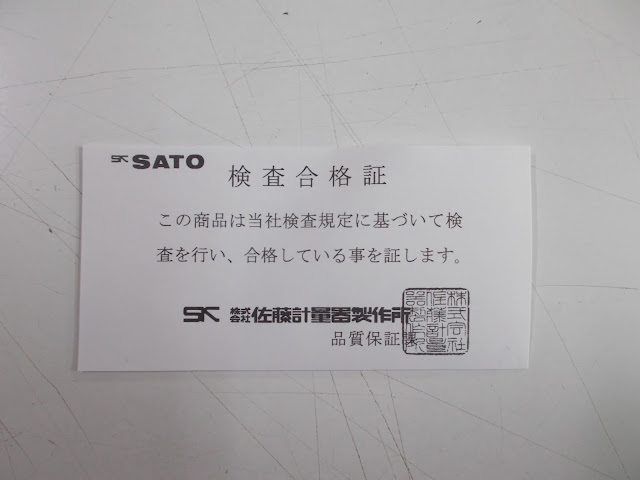 SK SATO
検査合格証
この商品は当社検査規定に基づいて検
査を行い、合格している事を証します。
SK 株式会社 佐藤計量器製作所
品質保証課